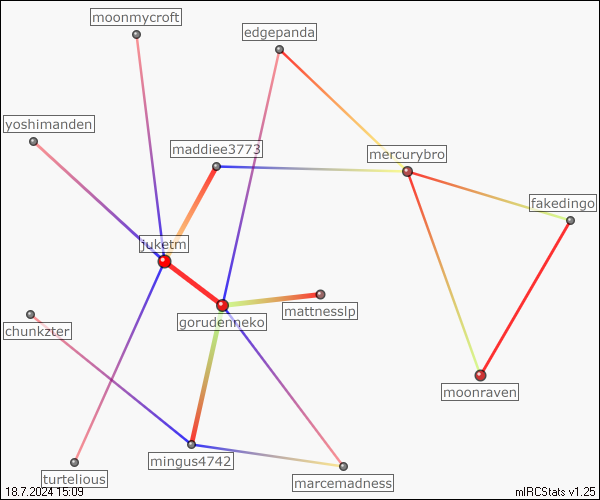 moonmycroft
edgepanda
yoshimanden
maddiee3773
mercurybro
fakedingo
juketm
mattnesslp
gorudenneko
chunkzter
moonraven
mingus4742
turtelious
marcemadness
18.7.2024 15:09
mIRCStats v1.25